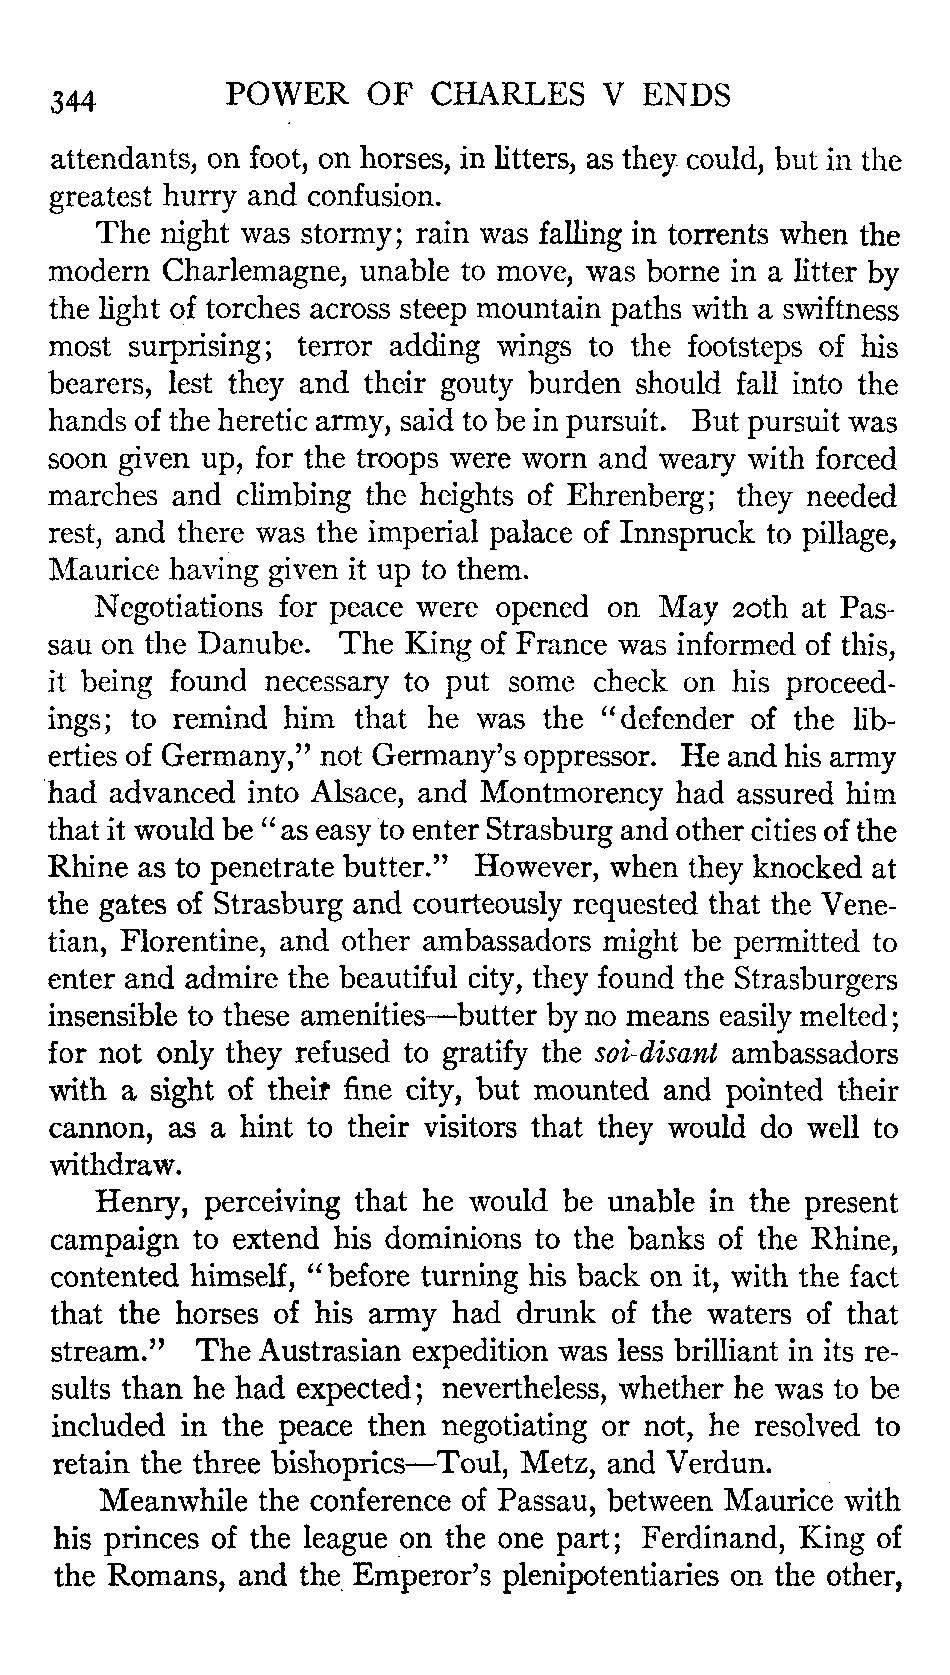 344 POWER OF CHARLES V ENDS
attendants, on foot, on horses, in litters, as they could, but in the
greatest hurry and confusion.
The night was stormy; rain was falling in torrents when the
modern Charlemagne, unable to move, was borne in a litter by
the light of torches across steep mountain paths with a swiftness
most surprising; terror adding wings to the footsteps of his
bearers, lest they and their gouty burden should fall into the
hands of the heretic army, said to be in pursuit. But pursuit was
soon given up, for the troops were worn and weary with forced
marches and climbing the heights of Ehrenberg; they needed
rest, and there was the imperial palace of Innspruck to pillage,
Maurice having given it up to them.
Negotiations for peace were opened on May 20th at Pas-
sau on the Danube. The King of France was informed of this,
it being found necessary to put some check on his proceed-
ings; to remind him that he was the "defender of the lib-
erties of Germany," not Germany's oppressor. He and his army
had advanced into Alsace, and Montmorency had assured him
that it would be "as easy to enter Strasburg and other cities of the
Rhine as to penetrate butter." However, when they knocked at
the gates of Strasburg and courteously requested that the Vene-
tian, Florentine, and other ambassadors might be permitted to
enter and admire the beautiful city, they found the Strasburgers
insensible to these amenities—butter by no means easily melted;
for not only they refused to gratify the soi-disant ambassadors
with a sight of their fine city, but mounted and pointed their
cannon, as a hint to their visitors that they would do well to
withdraw.
Henry, perceiving that he would be unable in the present
campaign to extend his dominions to the banks of the Rhine,
contented himself, "before turning his back on it, with the fact
that the horses of his army had drunk of the waters of that
stream." The Austrasian expedition was less brilliant in its re-
sults than he had expected; nevertheless, whether he was to be
included in the peace then negotiating or not, he resolved to
retain the three bishoprics—Toul, Metz, and Verdun.
Meanwhile the conference of Passau, between Maurice with
his princes of the league on the one part; Ferdinand, King of
the Romans, and the Emperor's plenipotentiaries on the other,